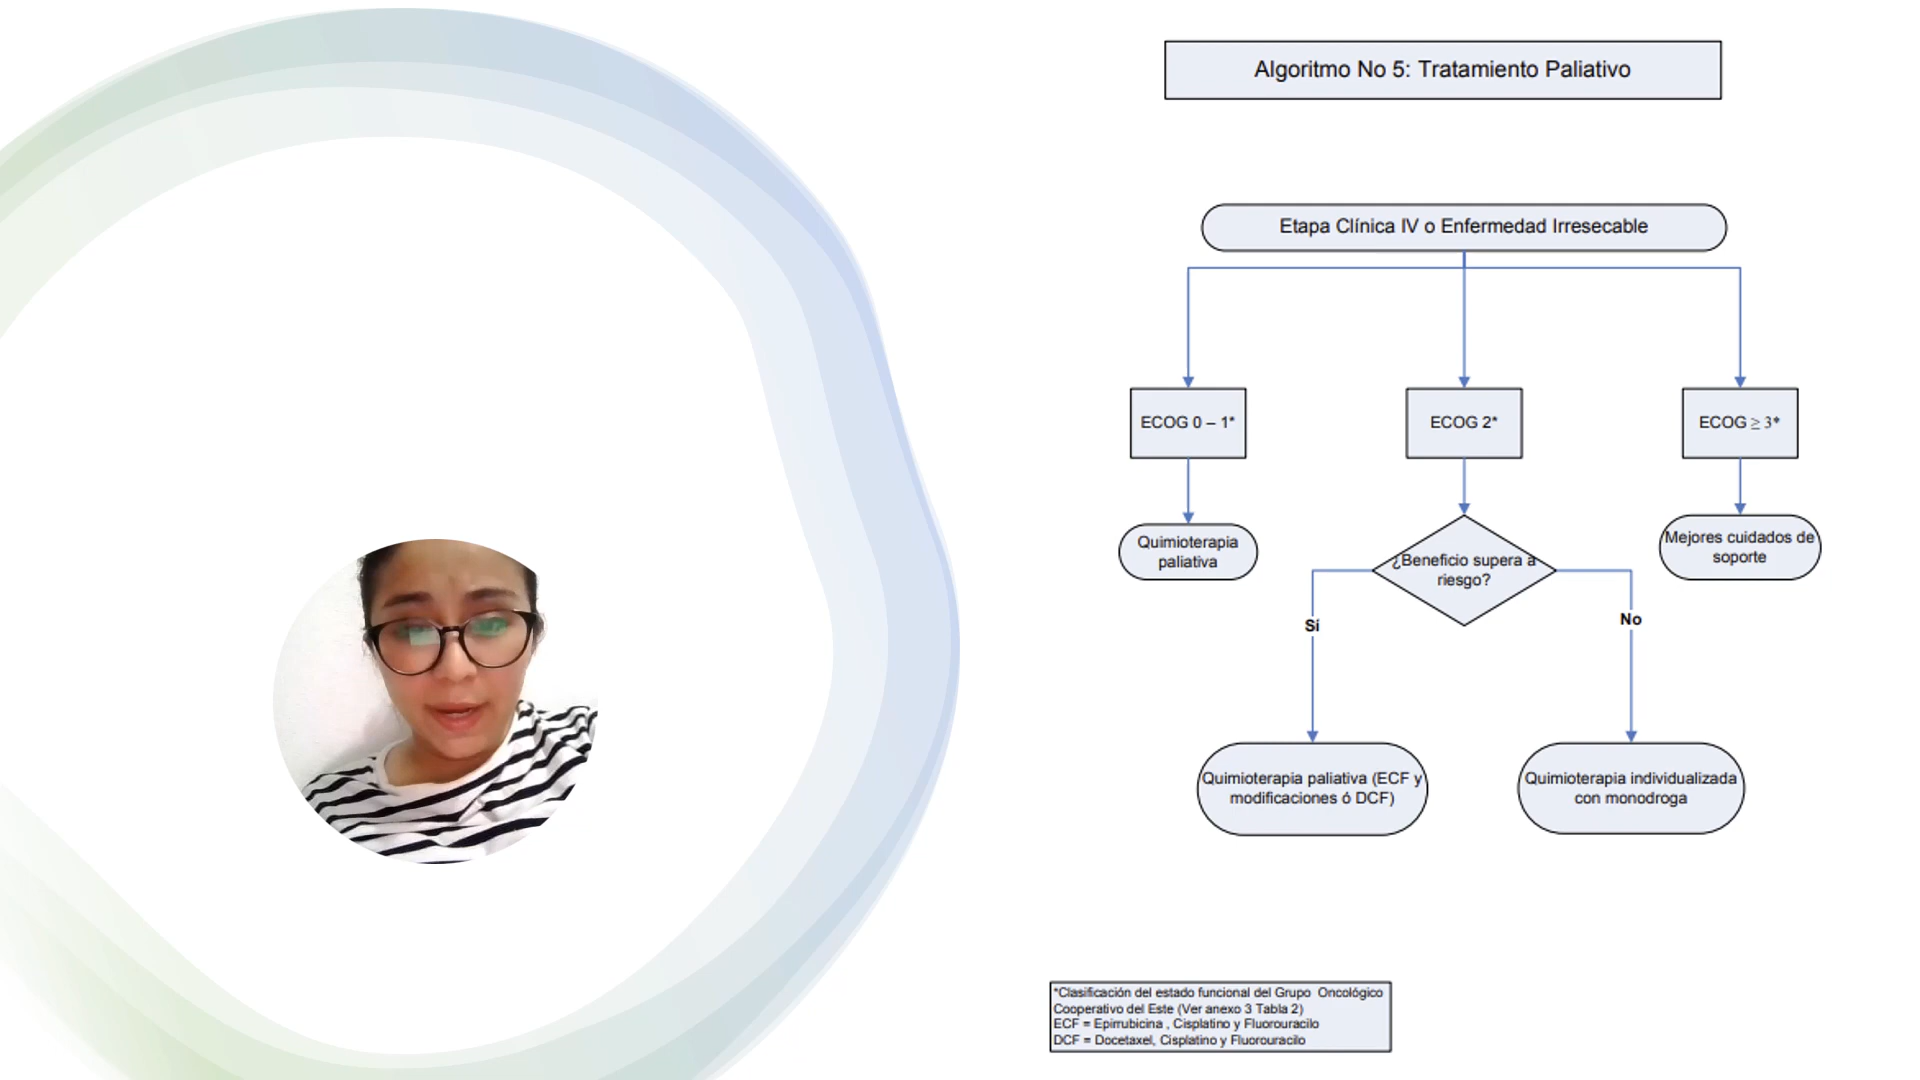 Algoritmo No 5: Tratamiento Paliativo
Etapa Clínica IV o Enfermedad Irresecable
ECOG 0 – 1*
ECOG 2*
ECOG ≥ 3*
Quimioterapia
paliativa
¿Beneficio supera a
riesgo?
Mejores cuidados de
soporte
Sí
No
Quimioterapia paliativa (ECF y
modificaciones ó DCF)
Quimioterapia individualizada
con monodroga
*Clasificación del estado funcional del Grupo Oncológico
Cooperativo del Este (Ver anexo 3 Tabla 2)
ECF = Epirrubicina , Cisplatino y Fluorouracilo
DCF = Docetaxel, Cisplatino y Fluorouracilo